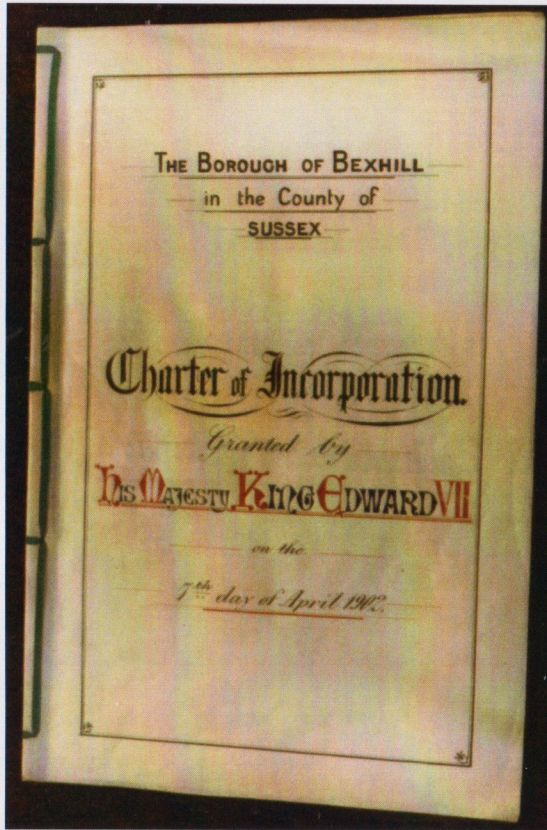 THE BOROUGH OF BEXHILL
in the County of
SUSSEX
Charter of Incorporation.
Granted by
HIS MAJESTY KING EDWARD VII
on the
7th day of April 1902.